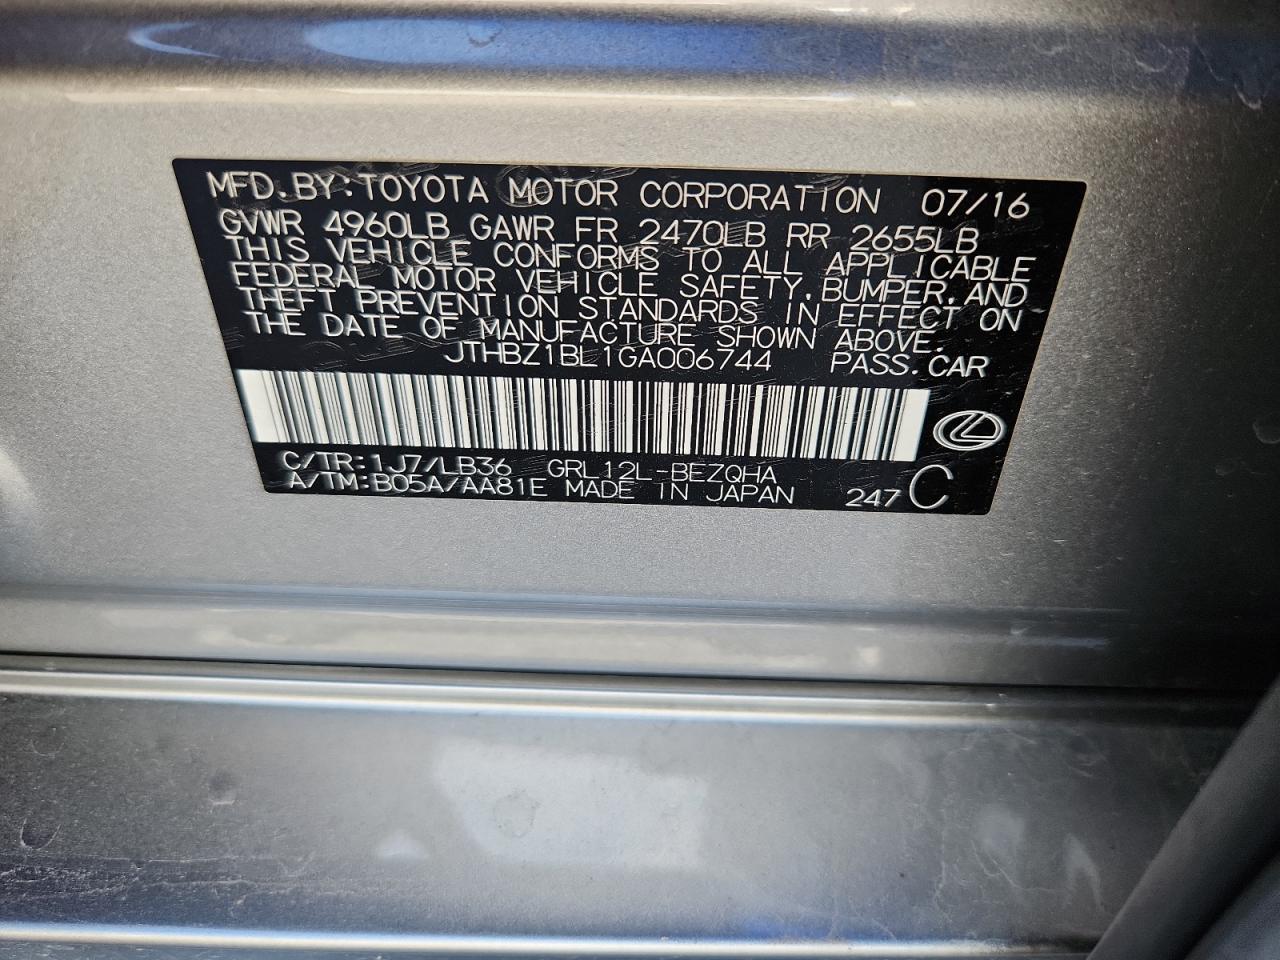 MFD.BY:TOYOTA MOTOR CORPORATION 07/16
GVWR 4960LB GAWR FR 2470LB RR 2655LB
THIS VEHICLE CONFORMS TO ALL APPLICABLE
FEDERAL MOTOR VEHICLE SAFETY,BUMPER,AND
THEFT PREVENTION STANDARDS IN EFFECT ON
THE DATE OF MANUFACTURE SHOWN ABOVE.
JTHBZ1BL1GA006744 PASS.CAR
C/TR:1J7/LB36 GRL12L-BEZQHA
A/TM:B05A/AA81E MADE IN JAPAN 247 C